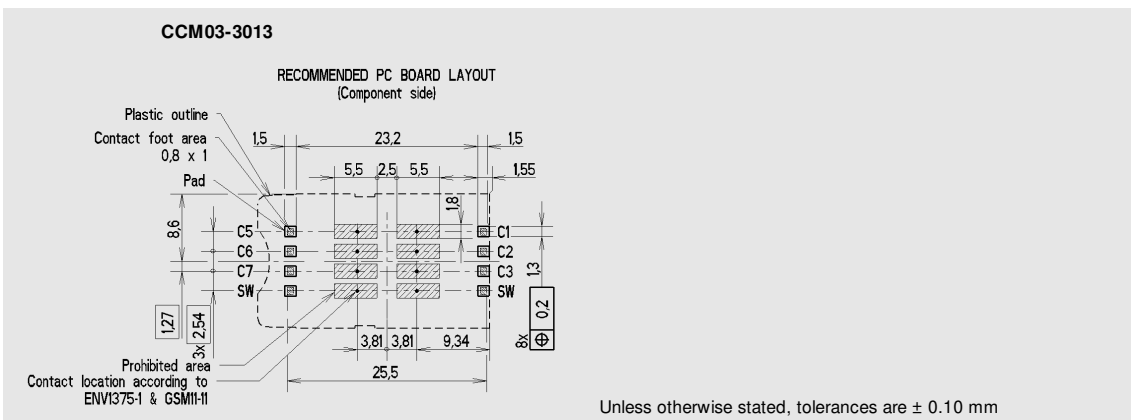 CCM03-3013
RECOMMENDED PC BOARD LAYOUT
(Component side)
Plastic outline
Contact foot area
0,8 x 1
Pad
1,5
23,2
1,5
5,5
2,5
5,5
1,55
8,6
1,8
C5
C1
C6
C2
C7
C3
SW
SW
1,3
1,27
3x 2,54
8x ⌖ 0,2
3,81
3,81
9,34
25,5
Prohibited area
Contact location according to
ENV1375-1 & GSM11-11
Unless otherwise stated, tolerances are ± 0.10 mm